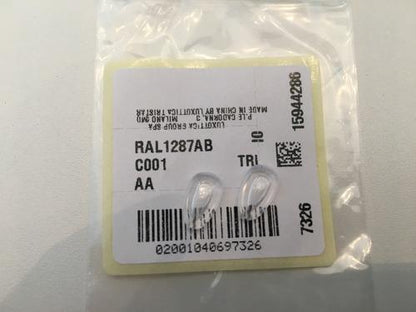 MADE IN CHINA BY LUXOTTICA TRISTAR
P.LE CADORNA, 3 MILANO (MI)
LUXOTTICA GROUP SPA
RAL1287AB
C001
TRI
AA
IC
15944286
7326
02001040697326